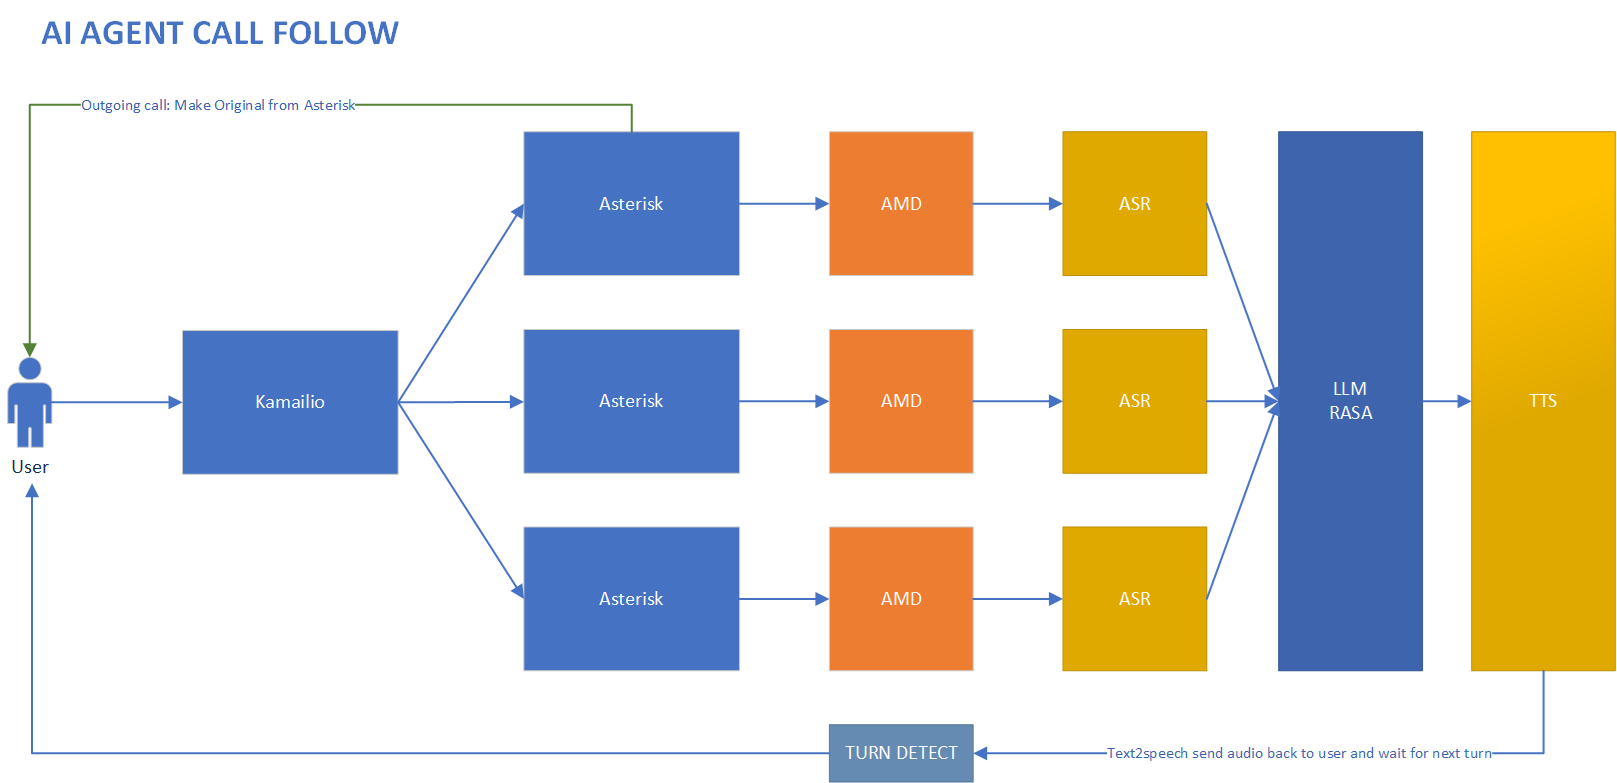 AI AGENT CALL FOLLOW
Outgoing call: Make Original from Asterisk
Asterisk
AMD
ASR
Kamailio
Asterisk
AMD
ASR
LLM
RASA
TTS
User
Asterisk
AMD
ASR
TURN DETECT
Text2speech send audio back to user and wait for next turn